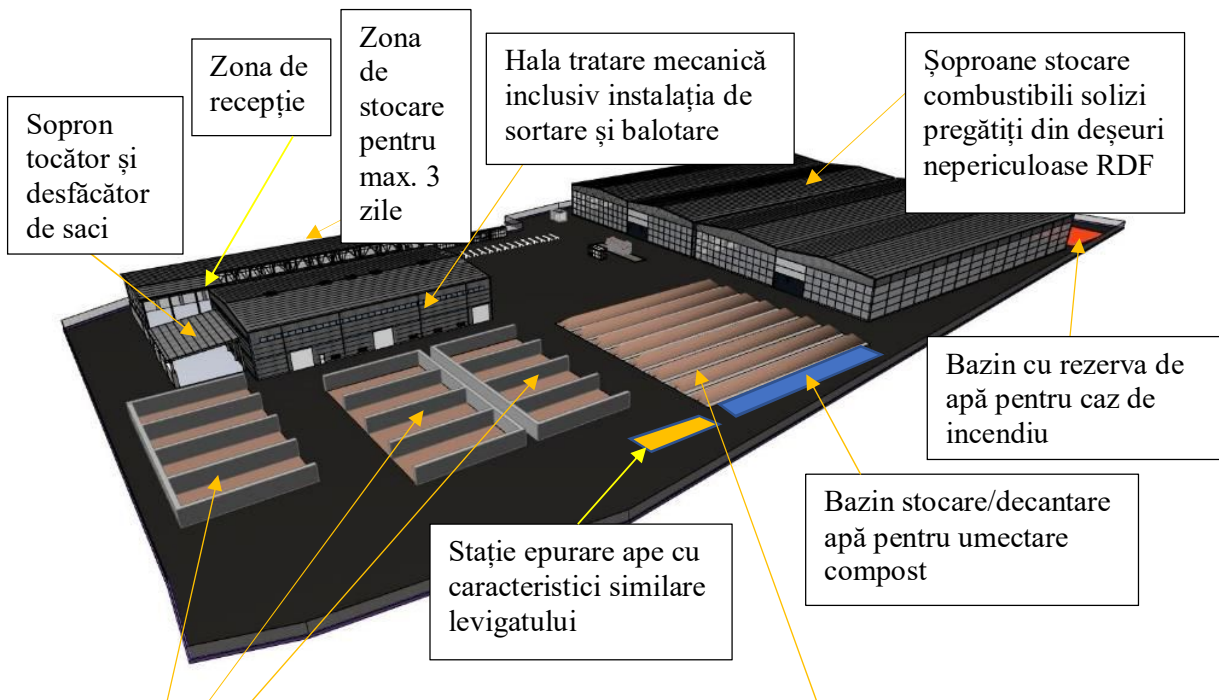 Sopron
tocător și
desfăcător
de saci
Zona de
recepție
Zona
de
stocare
pentru
max. 3
zile
Hala tratare mecanică
inclusiv instalația de
sortare și balotare
Șoproane stocare
combustibili solizi
pregătiți din deșeuri
nepericuloase RDF
Bazin cu rezerva de
apă pentru caz de
incendiu
Bazin stocare/decantare
apă pentru umectare
compost
Stație epurare ape cu
caracteristici similare
levigatului